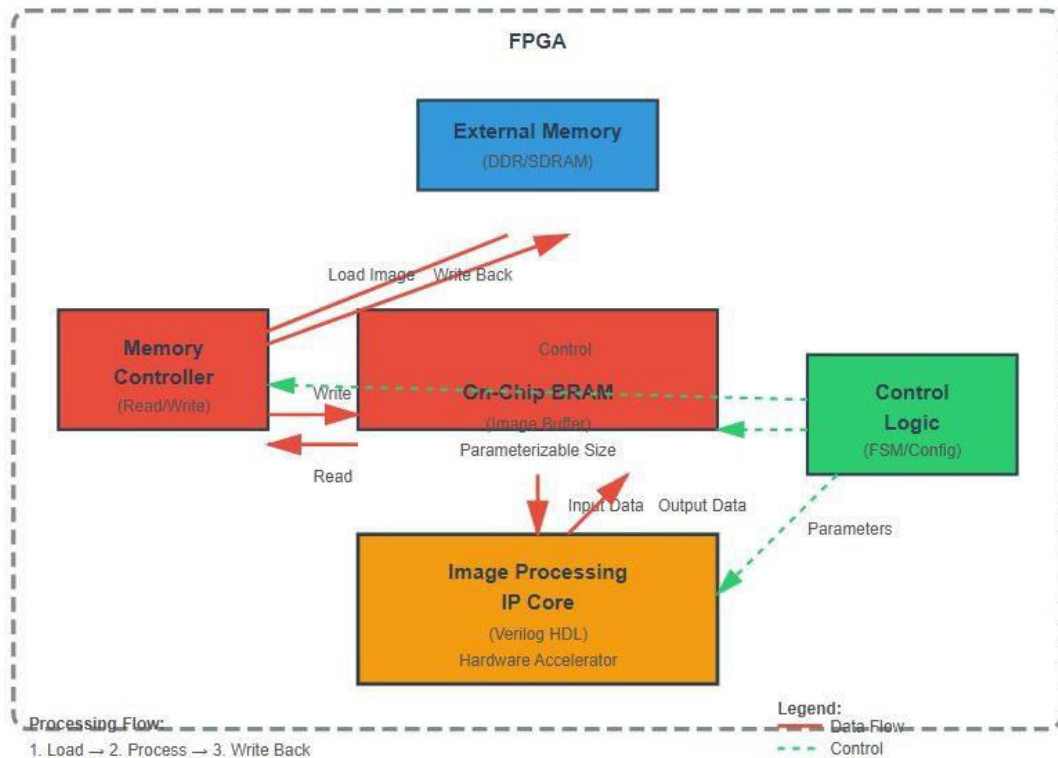 FPGA
External Memory
(DDR/SDRAM)
Load Image
Write Back
Memory
Controller
(Read/Write)
Control
On-Chip BRAM
(Image Buffer)
Parameterizable Size
Write
Read
Control
Logic
(FSM/Config)
Input Data
Output Data
Parameters
Image Processing
IP Core
(Verilog HDL)
Hardware Accelerator
Processing Flow:
1. Load → 2. Process → 3. Write Back
Legend:
Data Flow
Control